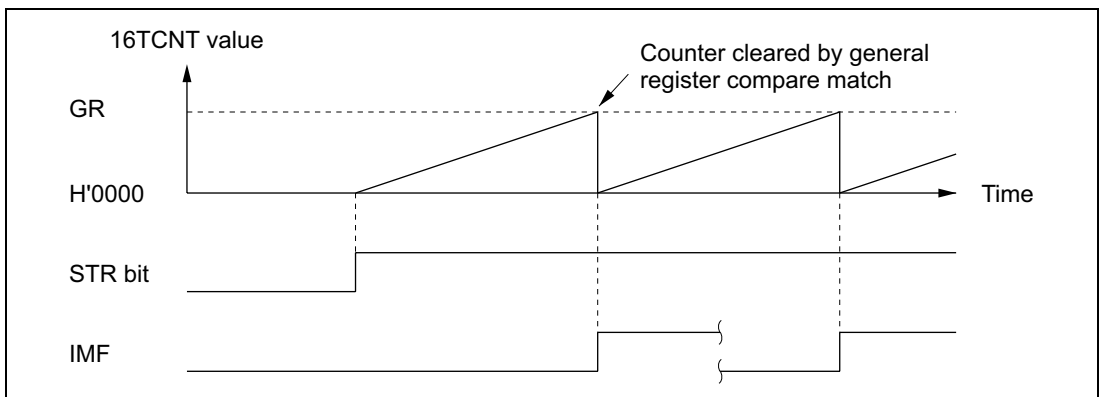 16TCNT value
Counter cleared by general
register compare match
GR
H'0000
Time
STR bit
IMF